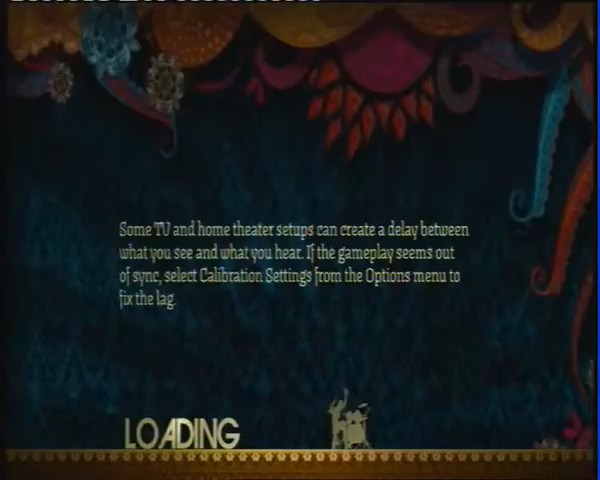 Some TV and home theater setups can create a delay between
what you see and what you hear. If the gameplay seems out
of sync, select Calibration Settings from the Options menu to
fix the lag.
LOADING